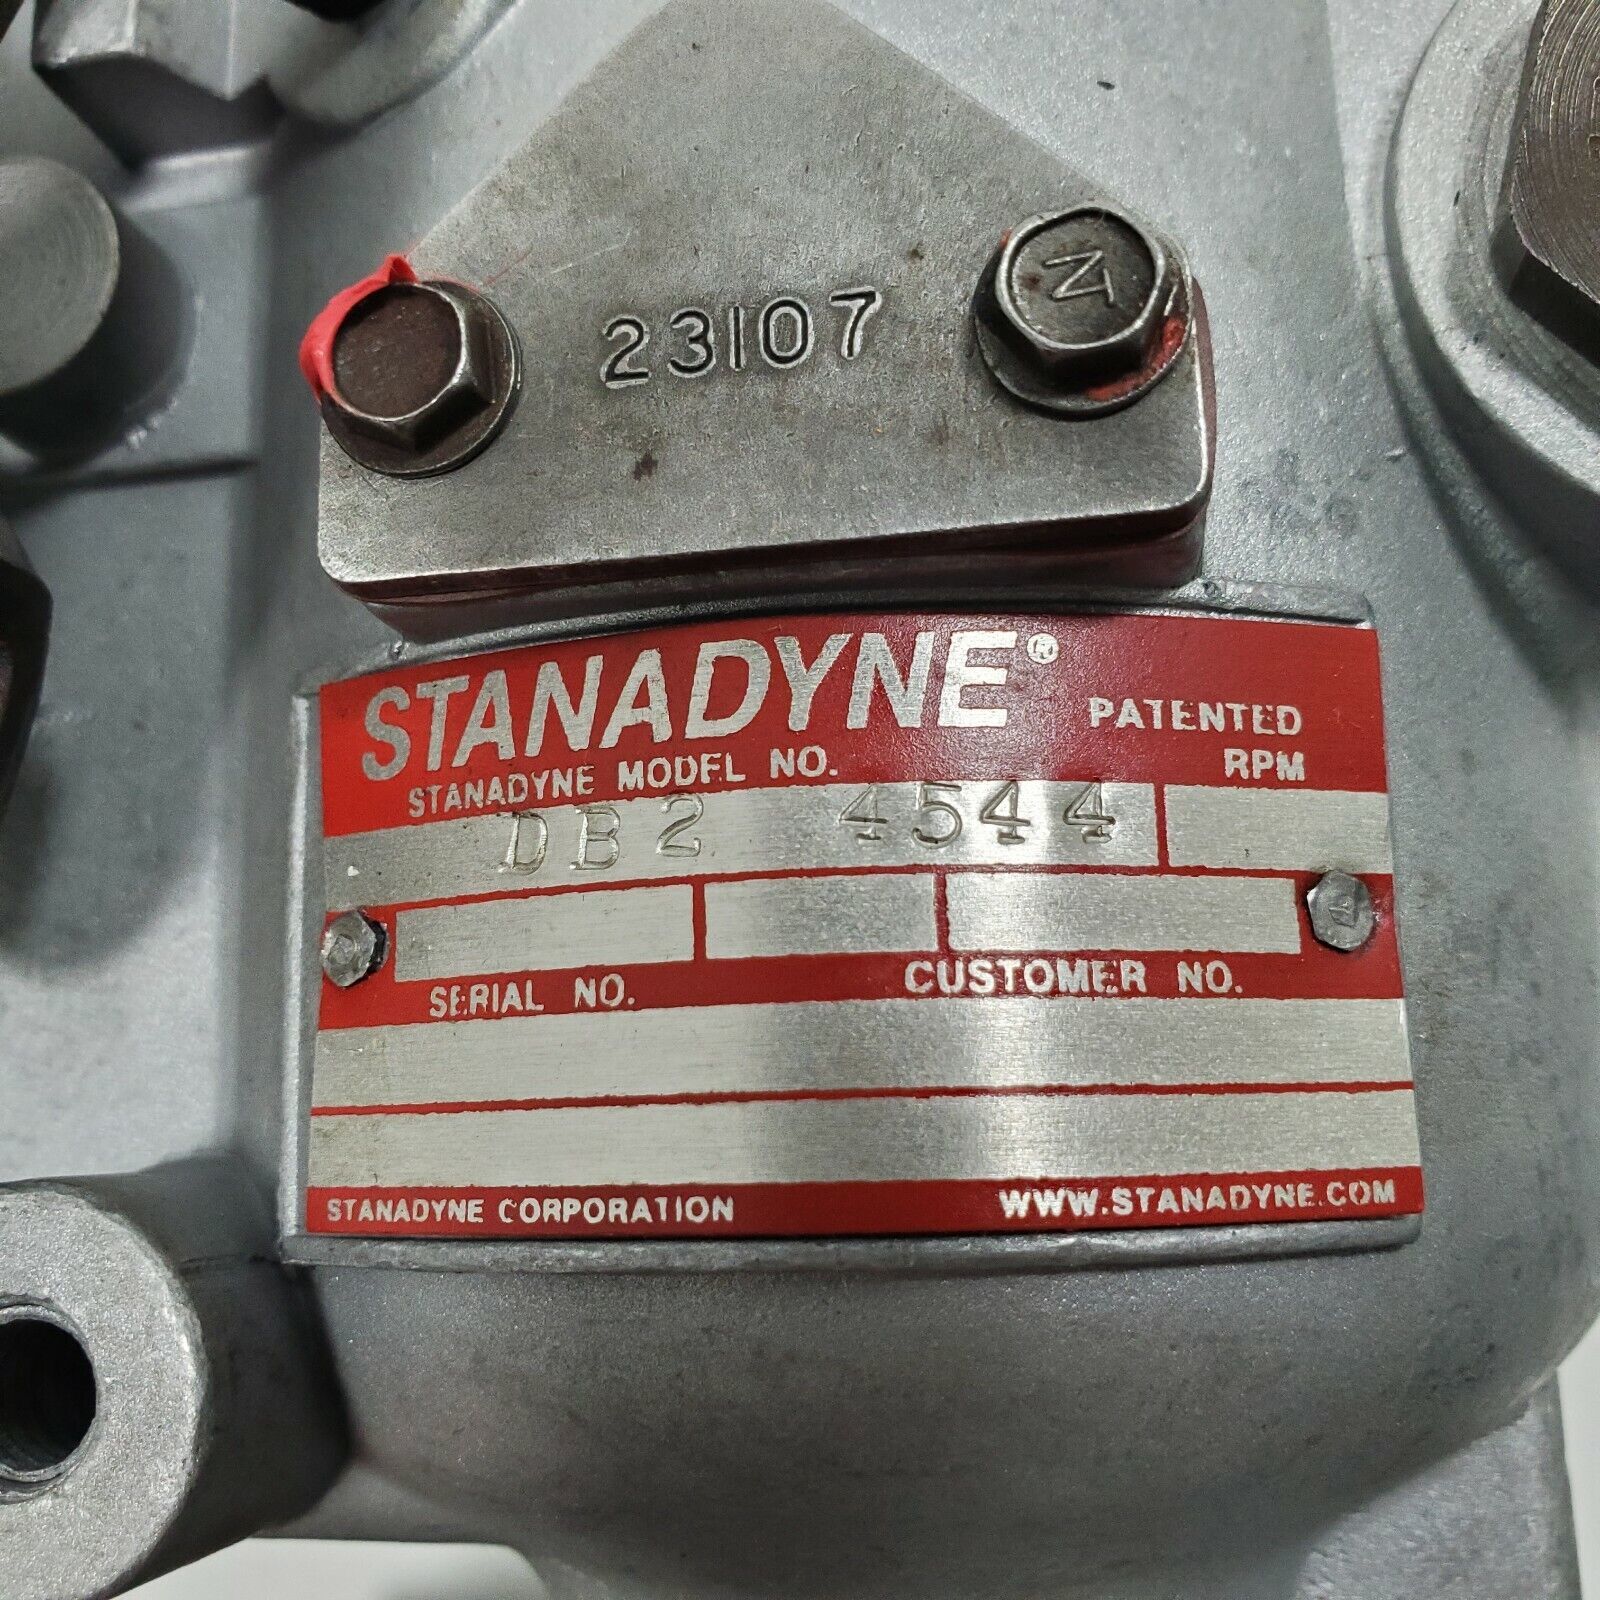 N
23107
STANADYNE®
PATENTED
STANADYNE MODEL NO.
RPM
DB2 4544
SERIAL NO.
CUSTOMER NO.
STANADYNE CORPORATION
WWW.STANADYNE.COM